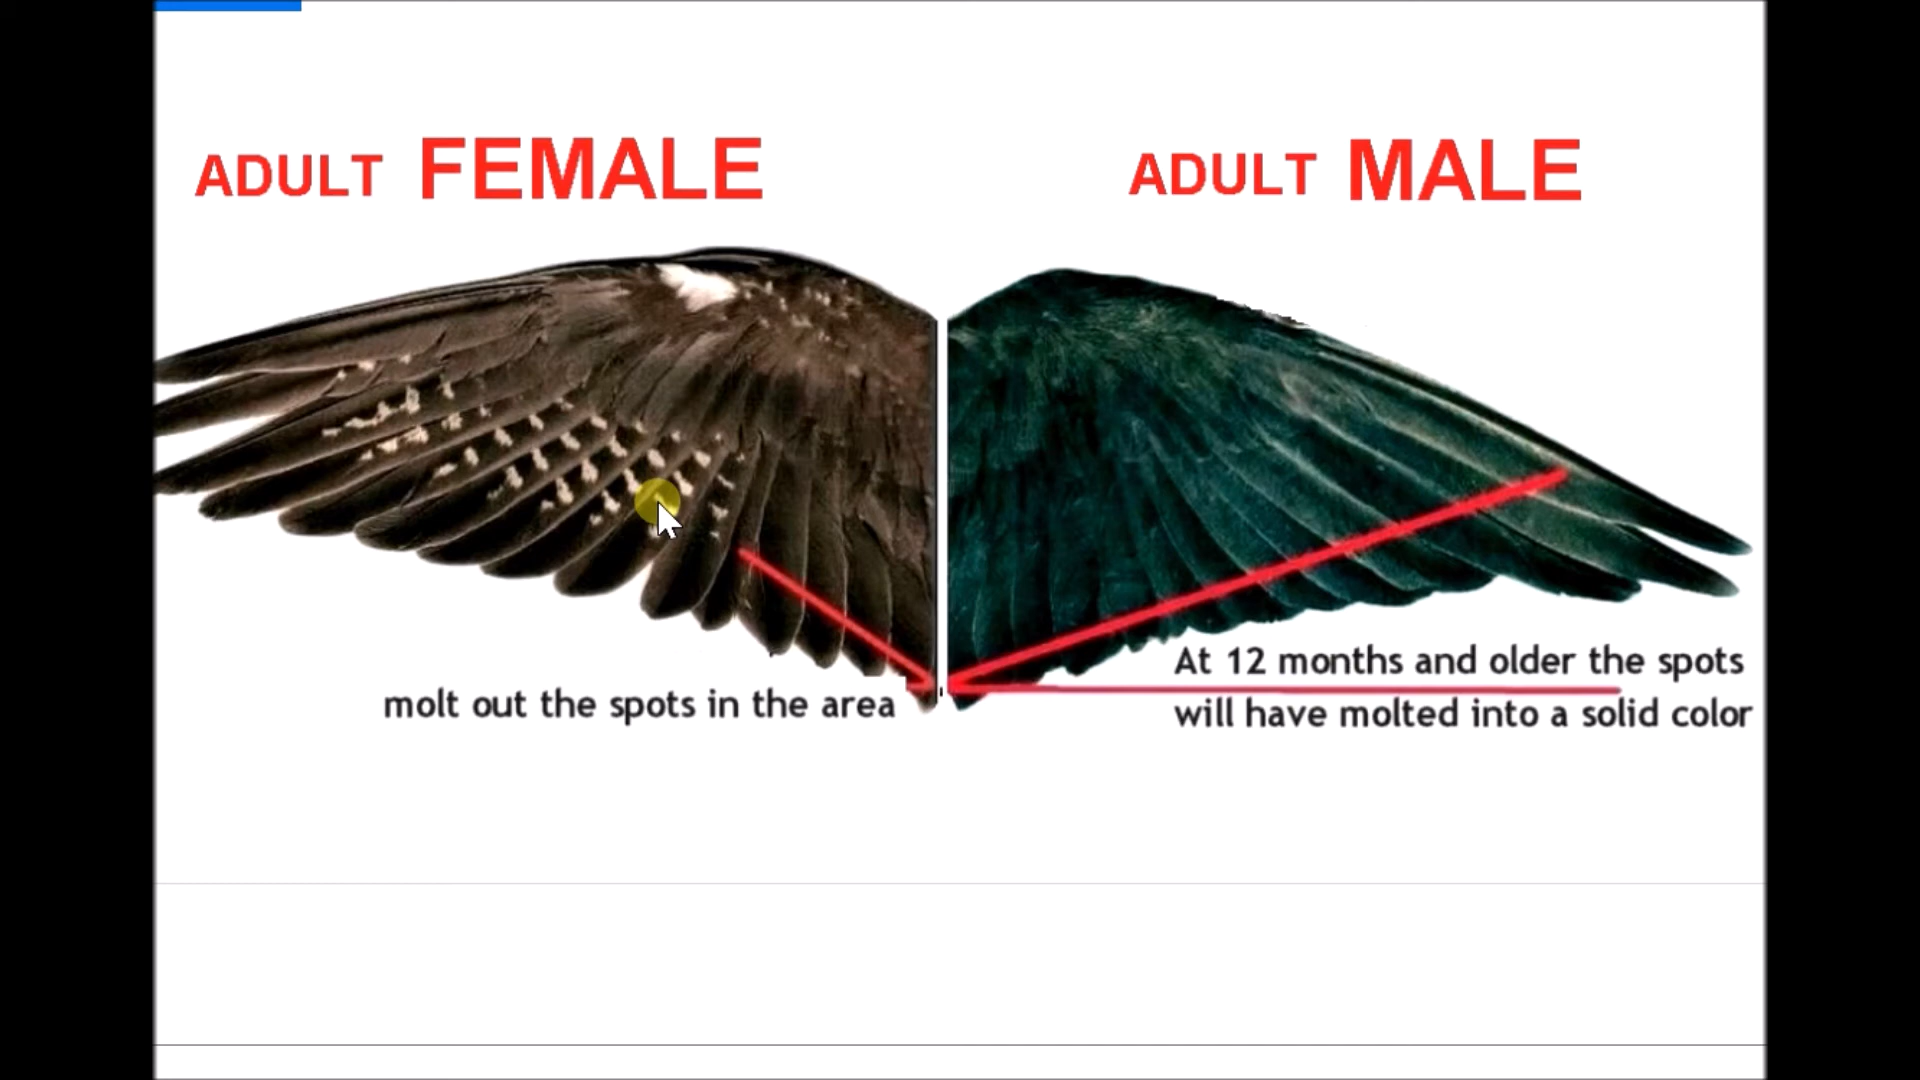 ADULT FEMALE
ADULT MALE
At 12 months and older the spots
will have molted into a solid color
molt out the spots in the area